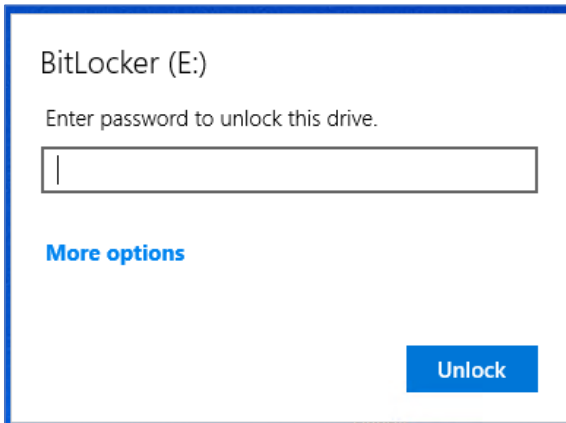 BitLocker (E:)
Enter password to unlock this drive.
More options
Unlock